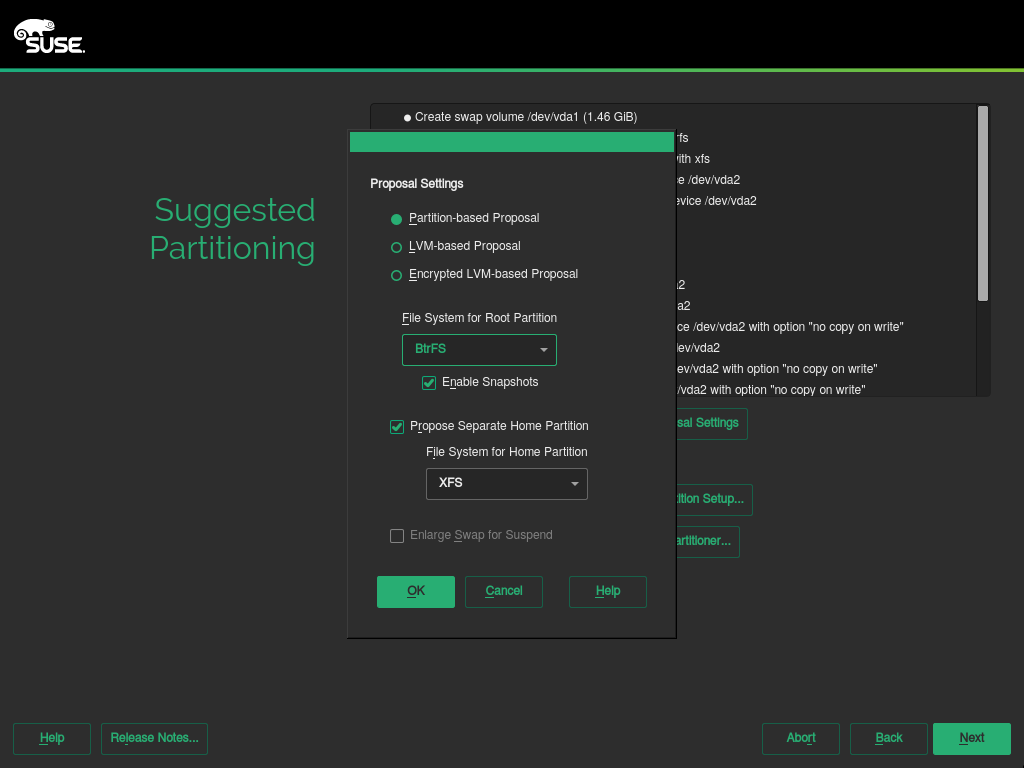 SUSE.
Suggested
Partitioning
Create swap volume /dev/vda1 (1.46 GiB)
rfs
ith xfs
ce /dev/vda2
evice /dev/vda2
a2
a2
ce /dev/vda2 with option "no copy on write"
ev/vda2
ev/vda2 with option "no copy on write"
/vda2 with option "no copy on write"
sal Settings
ition Setup...
artitioner...
Proposal Settings
Partition-based Proposal
LVM-based Proposal
Encrypted LVM-based Proposal
File System for Root Partition
BtrFS
Enable Snapshots
Propose Separate Home Partition
File System for Home Partition
XFS
Enlarge Swap for Suspend
OK Cancel Help
Help Release Notes... Abort Back Next